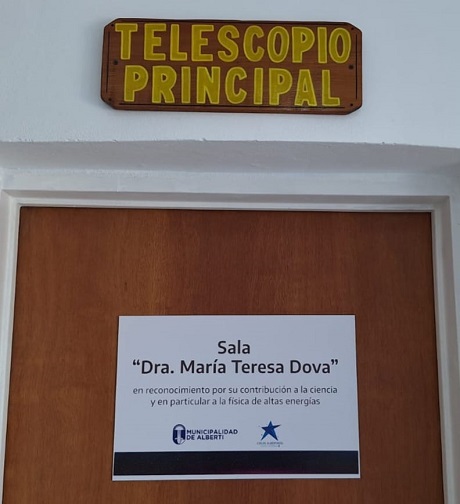 TELESCOPIO
PRINCIPAL
Sala
“Dra. María Teresa Dova”
en reconocimiento por su contribución a la ciencia
y en particular a la física de altas energías
MUNICIPALIDAD
DE ALBERTI